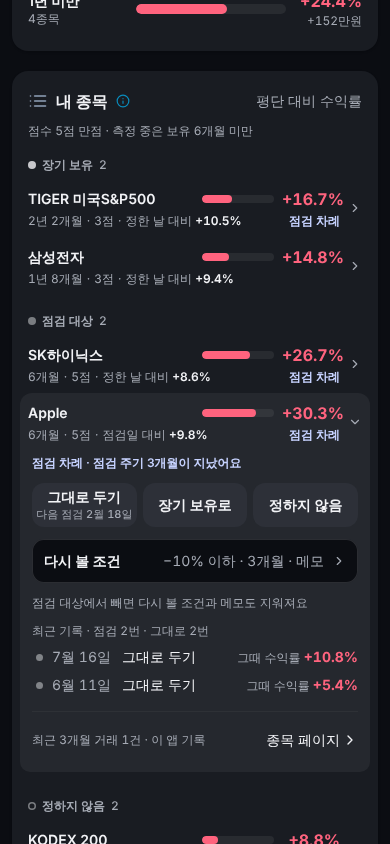 1년 미만 +24.4%
4종목 +152만원
내 종목 평단 대비 수익률
점수 5점 만점 · 측정 중은 보유 6개월 미만
장기 보유 2
TIGER 미국S&P500 +16.7%
2년 2개월 · 3점 · 정한 날 대비 +10.5% 점검 차례
삼성전자 +14.8%
1년 8개월 · 3점 · 정한 날 대비 +9.4%
점검 대상 2
SK하이닉스 +26.7%
6개월 · 5점 · 정한 날 대비 +8.6% 점검 차례
Apple +30.3%
6개월 · 5점 · 점검일 대비 +9.8% 점검 차례
점검 차례 · 점검 주기 3개월이 지났어요
그대로 두기 장기 보유로 정하지 않음
다음 점검 2월 18일
다시 볼 조건 −10% 이하 · 3개월 · 메모
점검 대상에서 빼면 다시 볼 조건과 메모도 지워져요
최근 기록 · 점검 2번 · 그대로 2번
7월 16일 그대로 두기 그때 수익률 +10.8%
6월 11일 그대로 두기 그때 수익률 +5.4%
최근 3개월 거래 1건 · 이 앱 기록 종목 페이지
정하지 않음 2
KODEX 200 +8.8%